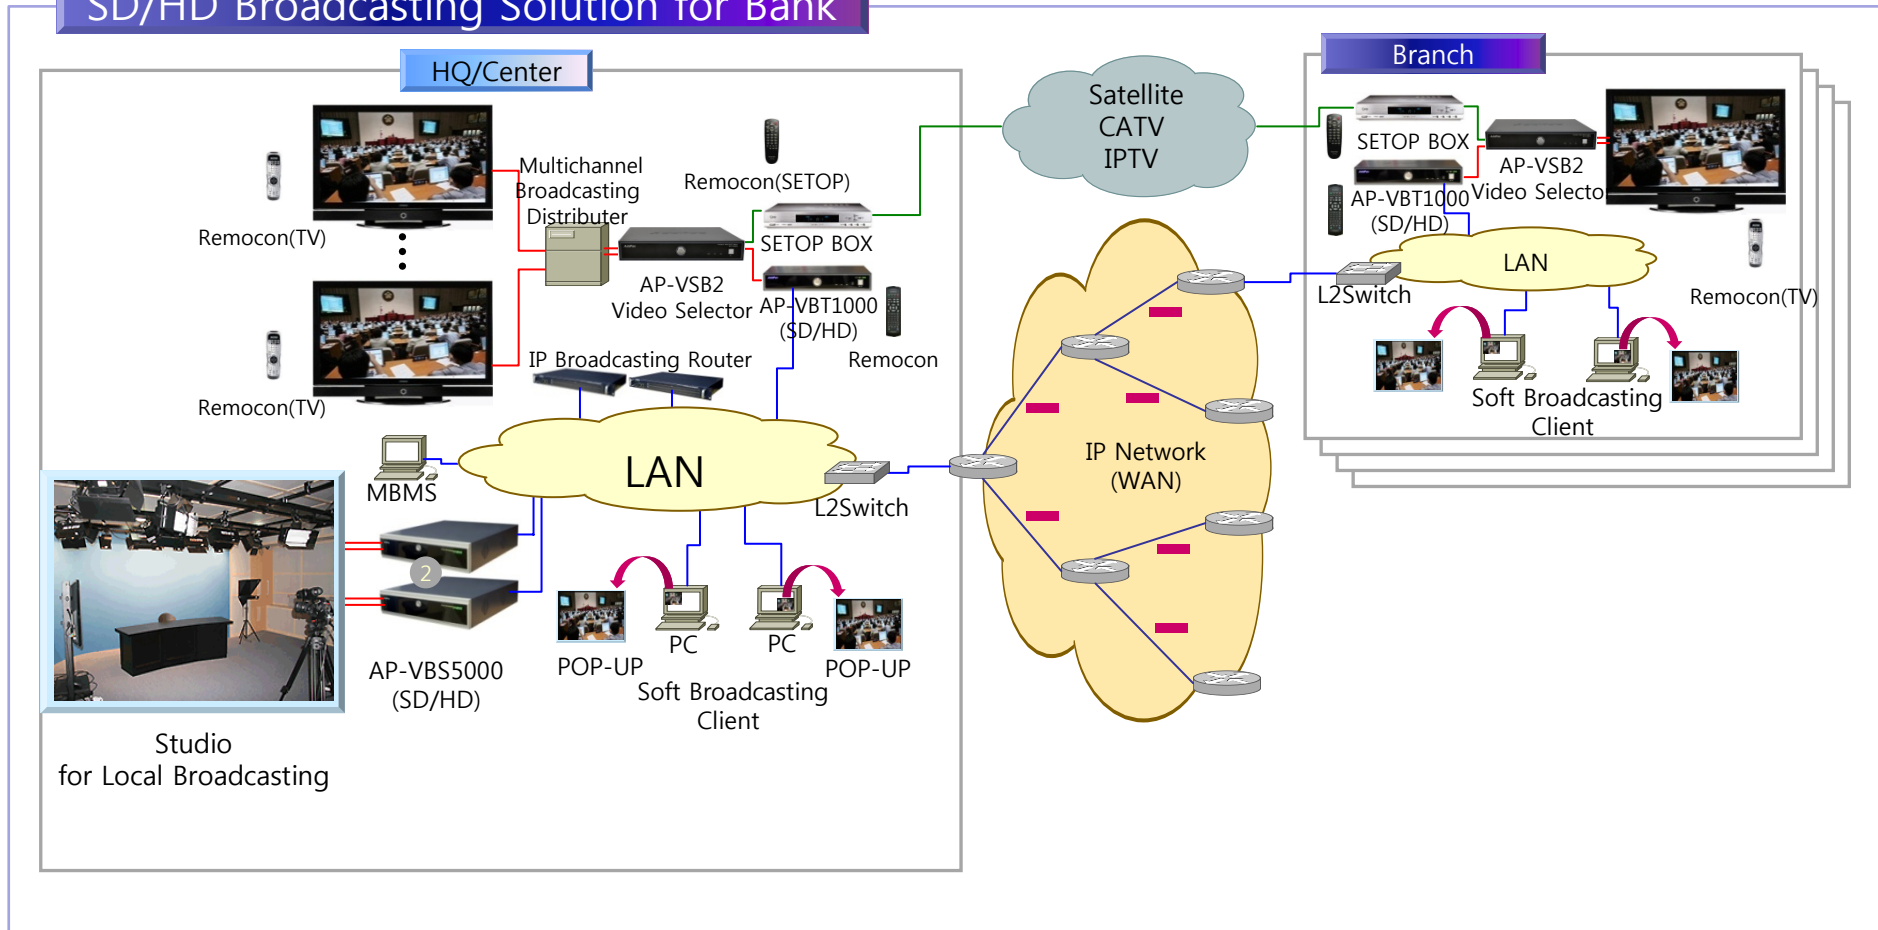 SD/HD Broadcasting Solution for Bank
HQ/Center
Remocon(TV)
Remocon(TV)
Multichannel
Broadcasting
Distributer
AP-VSB2
Video Selector
Remocon(SETOP)
SETOP BOX
AP-VBT1000
(SD/HD)
Remocon
IP Broadcasting Router
LAN
MBMS
L2Switch
2
AP-VBS5000
(SD/HD)
Studio
for Local Broadcasting
POP-UP
PC
PC
POP-UP
Soft Broadcasting
Client
Satellite
CATV
IPTV
IP Network
(WAN)
Branch
SETOP BOX
AP-VBT1000
(SD/HD)
AP-VSB2
Video Selector
Remocon(TV)
LAN
L2Switch
Soft Broadcasting
Client